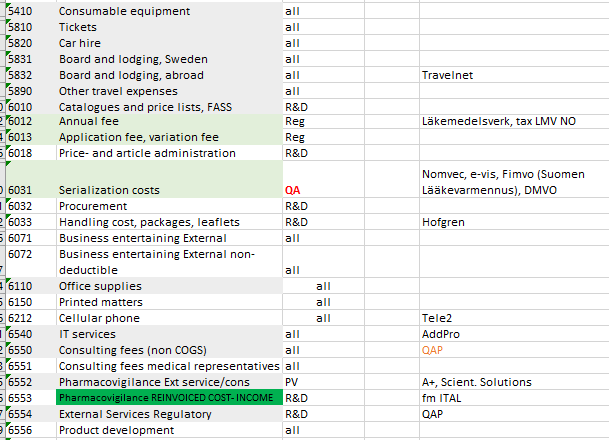 5410 Consumable equipment all
5810 Tickets all
5820 Car hire all
5831 Board and lodging, Sweden all
5832 Board and lodging, abroad all Travelnet
5890 Other travel expenses all
6010 Catalogues and price lists, FASS R&D
6012 Annual fee Reg Läkemedelsverk, tax LMV NO
6013 Application fee, variation fee Reg
6018 Price- and article administration R&D
Nomvec, e-vis, Fimvo (Suomen
6031 Serialization costs QA Lääkevarmennus), DMVO
6032 Procurement R&D
6033 Handling cost, packages, leaflets R&D Hofgren
6071 Business entertaining External all
6072 Business entertaining External non-
deductible all
6110 Office supplies all
6150 Printed matters all
6212 Cellular phone all Tele2
6540 IT services all AddPro
6550 Consulting fees (non COGS) all QAP
6551 Consulting fees medical representatives all
6552 Pharmacovigilance Ext service/cons PV A+, Scient. Solutions
6553 Pharmacovigilance REINVOICED COST- INCOME R&D fm ITAL
6554 External Services Regulatory R&D QAP
6556 Product development all